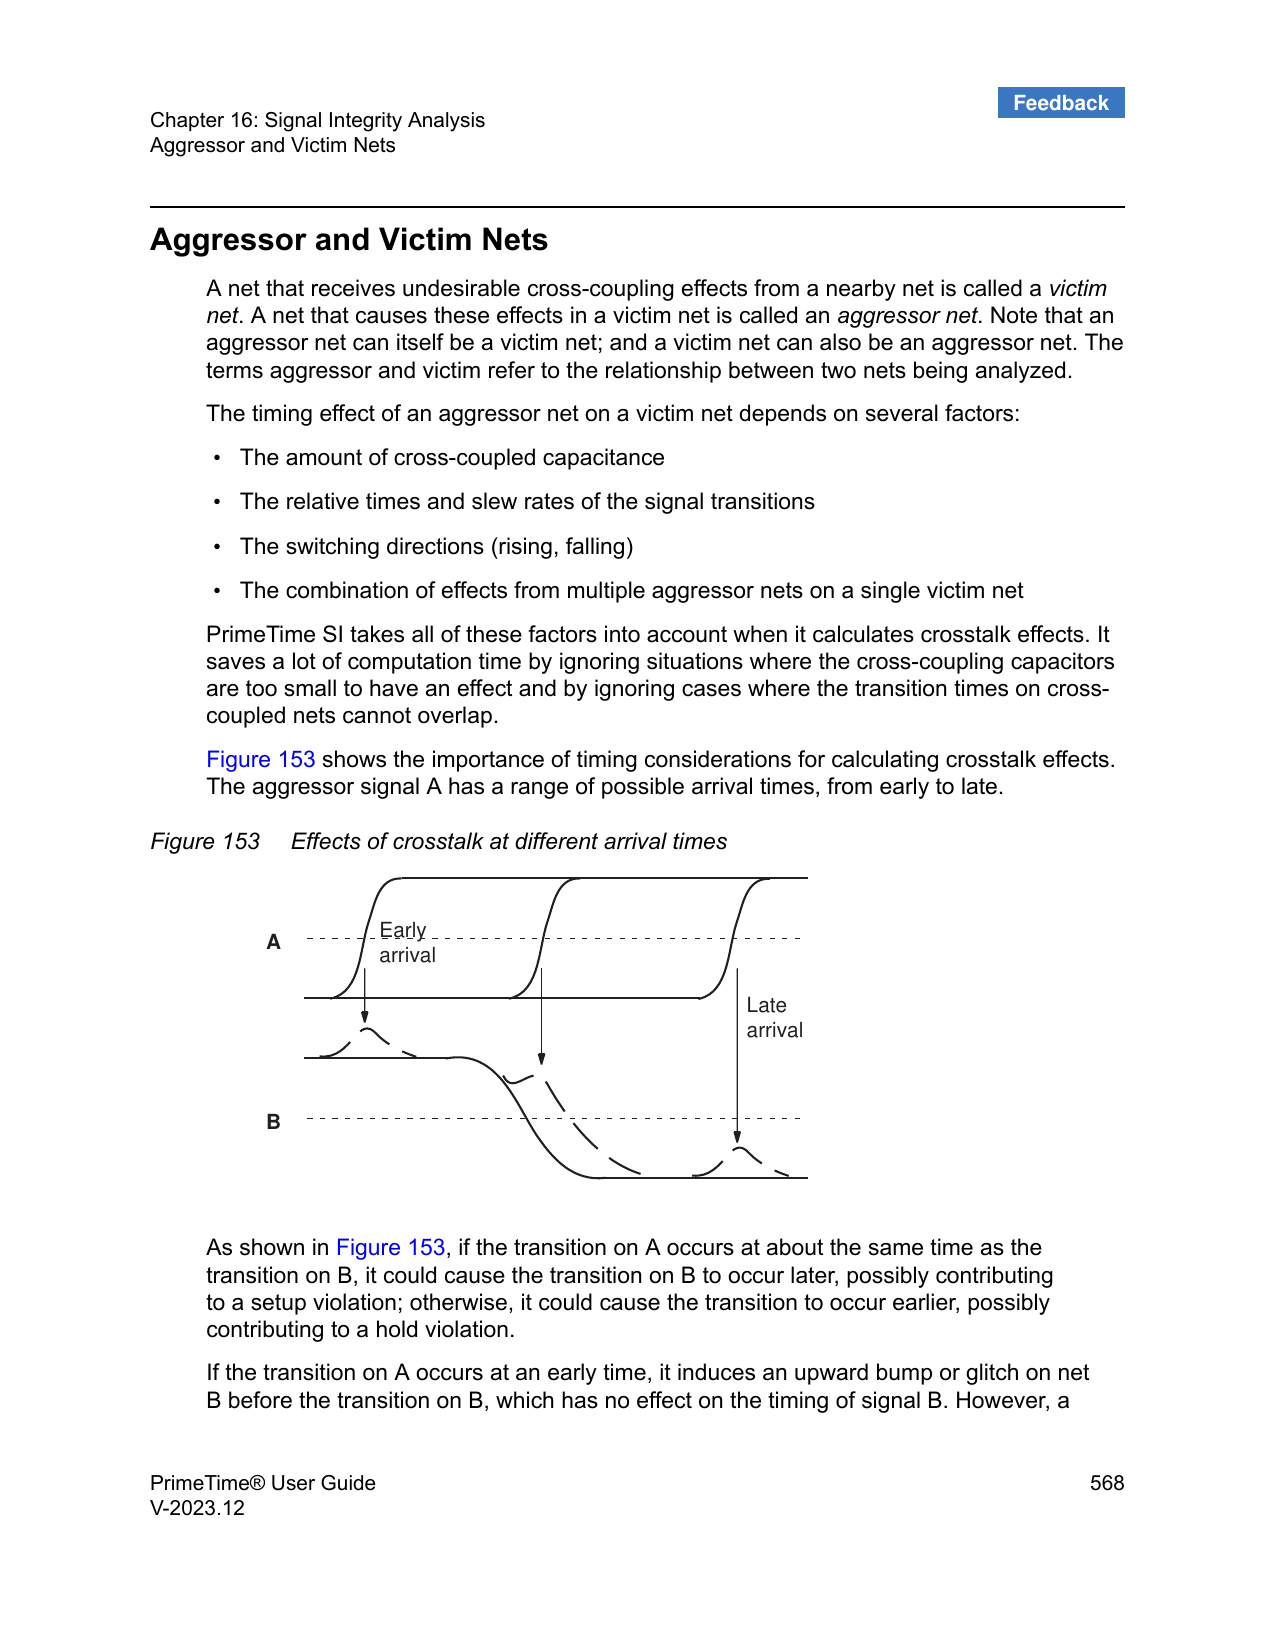 Feedback
Chapter 16: Signal Integrity Analysis
Aggressor and Victim Nets
Aggressor and Victim Nets
A net that receives undesirable cross-coupling effects from a nearby net is called a victim
net. A net that causes these effects in a victim net is called an aggressor net. Note that an
aggressor net can itself be a victim net; and a victim net can also be an aggressor net. The
terms aggressor and victim refer to the relationship between two nets being analyzed.
The timing effect of an aggressor net on a victim net depends on several factors:
• The amount of cross-coupled capacitance
• The relative times and slew rates of the signal transitions
• The switching directions (rising, falling)
• The combination of effects from multiple aggressor nets on a single victim net
PrimeTime SI takes all of these factors into account when it calculates crosstalk effects. It
saves a lot of computation time by ignoring situations where the cross-coupling capacitors
are too small to have an effect and by ignoring cases where the transition times on cross-
coupled nets cannot overlap.
Figure 153 shows the importance of timing considerations for calculating crosstalk effects.
The aggressor signal A has a range of possible arrival times, from early to late.
Figure 153 Effects of crosstalk at different arrival times
Early
A
arrival
Late
arrival
B
As shown in Figure 153, if the transition on A occurs at about the same time as the
transition on B, it could cause the transition on B to occur later, possibly contributing
to a setup violation; otherwise, it could cause the transition to occur earlier, possibly
contributing to a hold violation.
If the transition on A occurs at an early time, it induces an upward bump or glitch on net
B before the transition on B, which has no effect on the timing of signal B. However, a
PrimeTime® User Guide 568
V-2023.12